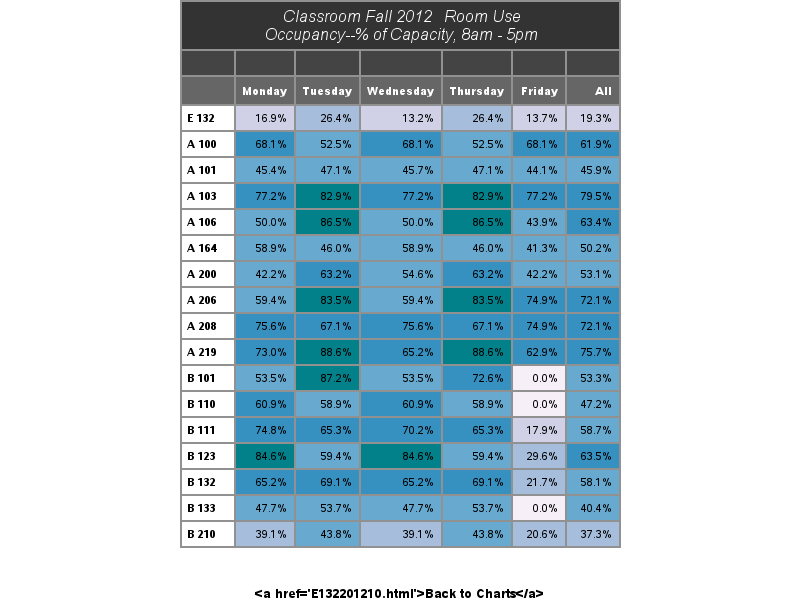 Classroom Fall 2012 Room Use
Occupancy--% of Capacity, 8am - 5pm
Monday Tuesday Wednesday Thursday Friday All
E 132 16.9% 26.4% 13.2% 26.4% 13.7% 19.3%
A 100 68.1% 52.5% 68.1% 52.5% 68.1% 61.9%
A 101 45.4% 47.1% 45.7% 47.1% 44.1% 45.9%
A 103 77.2% 82.9% 77.2% 82.9% 77.2% 79.5%
A 106 50.0% 86.5% 50.0% 86.5% 43.9% 63.4%
A 164 58.9% 46.0% 58.9% 46.0% 41.3% 50.2%
A 200 42.2% 63.2% 54.6% 63.2% 42.2% 53.1%
A 206 59.4% 83.5% 59.4% 83.5% 74.9% 72.1%
A 208 75.6% 67.1% 75.6% 67.1% 74.9% 72.1%
A 219 73.0% 88.6% 65.2% 88.6% 62.9% 75.7%
B 101 53.5% 87.2% 53.5% 72.6% 0.0% 53.3%
B 110 60.9% 58.9% 60.9% 58.9% 0.0% 47.2%
B 111 74.8% 65.3% 70.2% 65.3% 17.9% 58.7%
B 123 84.6% 59.4% 84.6% 59.4% 29.6% 63.5%
B 132 65.2% 69.1% 65.2% 69.1% 21.7% 58.1%
B 133 47.7% 53.7% 47.7% 53.7% 0.0% 40.4%
B 210 39.1% 43.8% 39.1% 43.8% 20.6% 37.3%
<a href='E132201210.html'>Back to Charts</a>